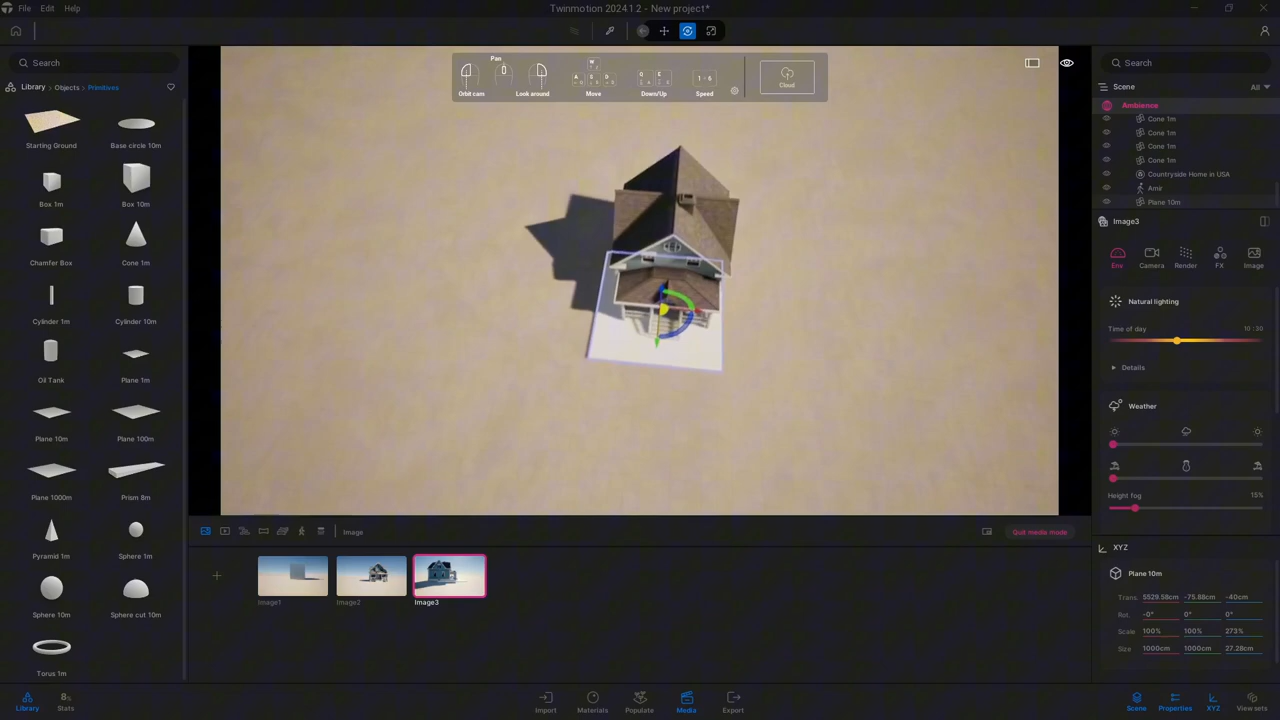 File Edit Help
Twinmotion 2024.1.2 - New project*
Search
Library > Objects > Primitives
Starting Ground
Base circle 10m
Box 1m
Box 10m
Chamfer Box
Cone 1m
Cylinder 1m
Cylinder 10m
Oil Tank
Plane 1m
Plane 10m
Plane 100m
Plane 1000m
Prism 8m
Pyramid 1m
Sphere 1m
Sphere 10m
Sphere cut 10m
Torus 1m
Pan
W
A S D
Q E
1 - 6
Orbit cam
Look around
Move
Down/Up
Speed
Cloud
Image
Quit media mode
Image1
Image2
Image3
Search
Scene
All
Ambience
Cone 1m
Cone 1m
Cone 1m
Cone 1m
Countryside Home in USA
Amir
Plane 10m
Image3
Env
Camera
Render
FX
Image
Natural lighting
Time of day
10:20
Details
Weather
Height fog
15%
XYZ
Plane 10m
Trans. 5529.58cm -75.88cm -40cm
Rot. -0° 0° 0°
Scale 100% 100% 273%
Size 1000cm 1000cm 27.28cm
Library
Stats
Import
Materials
Populate
Media
Export
Scene
Properties
XYZ
View sets